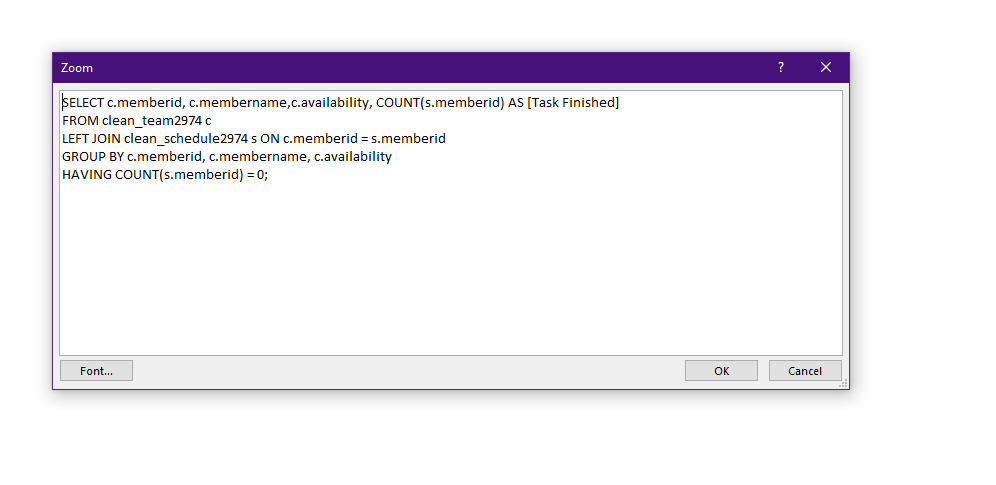 Zoom
?
SELECT c.memberid, c.membername,c.availability, COUNT(s.memberid) AS [Task Finished]
FROM clean_team2974 c
LEFT JOIN clean_schedule2974 s ON c.memberid = s.memberid
GROUP BY c.memberid, c.membername, c.availability
HAVING COUNT(s.memberid) = 0;
Font...
OK
Cancel